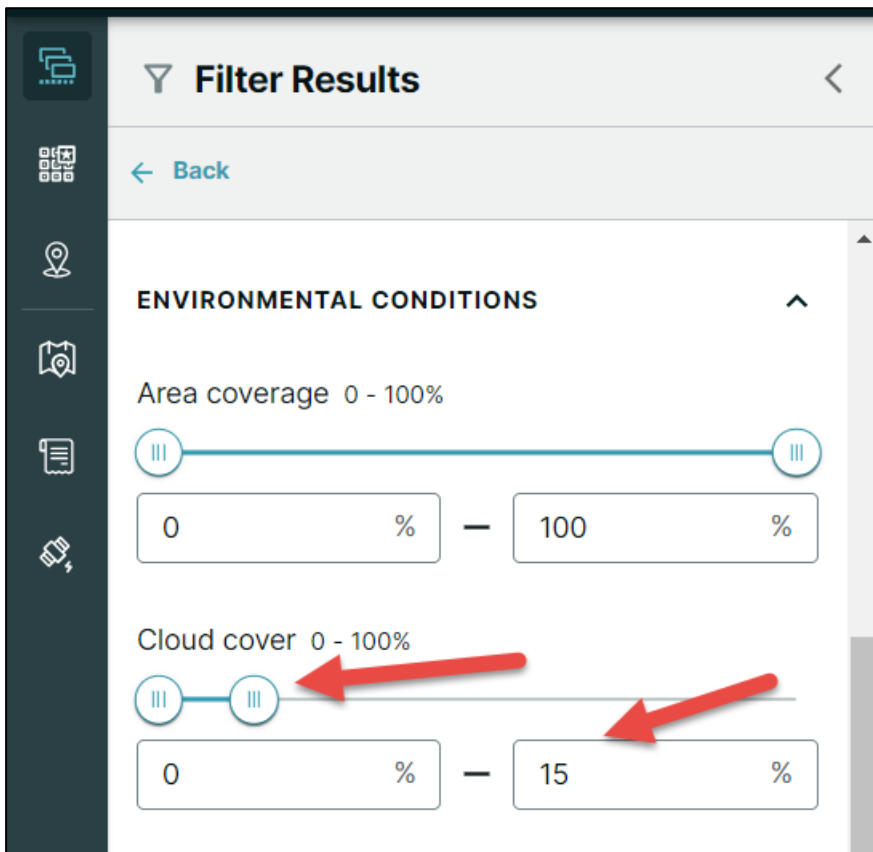 Filter Results
Back
ENVIRONMENTAL CONDITIONS
Area coverage 0 - 100%
0 % — 100 %
Cloud cover 0 - 100%
0 % — 15 %